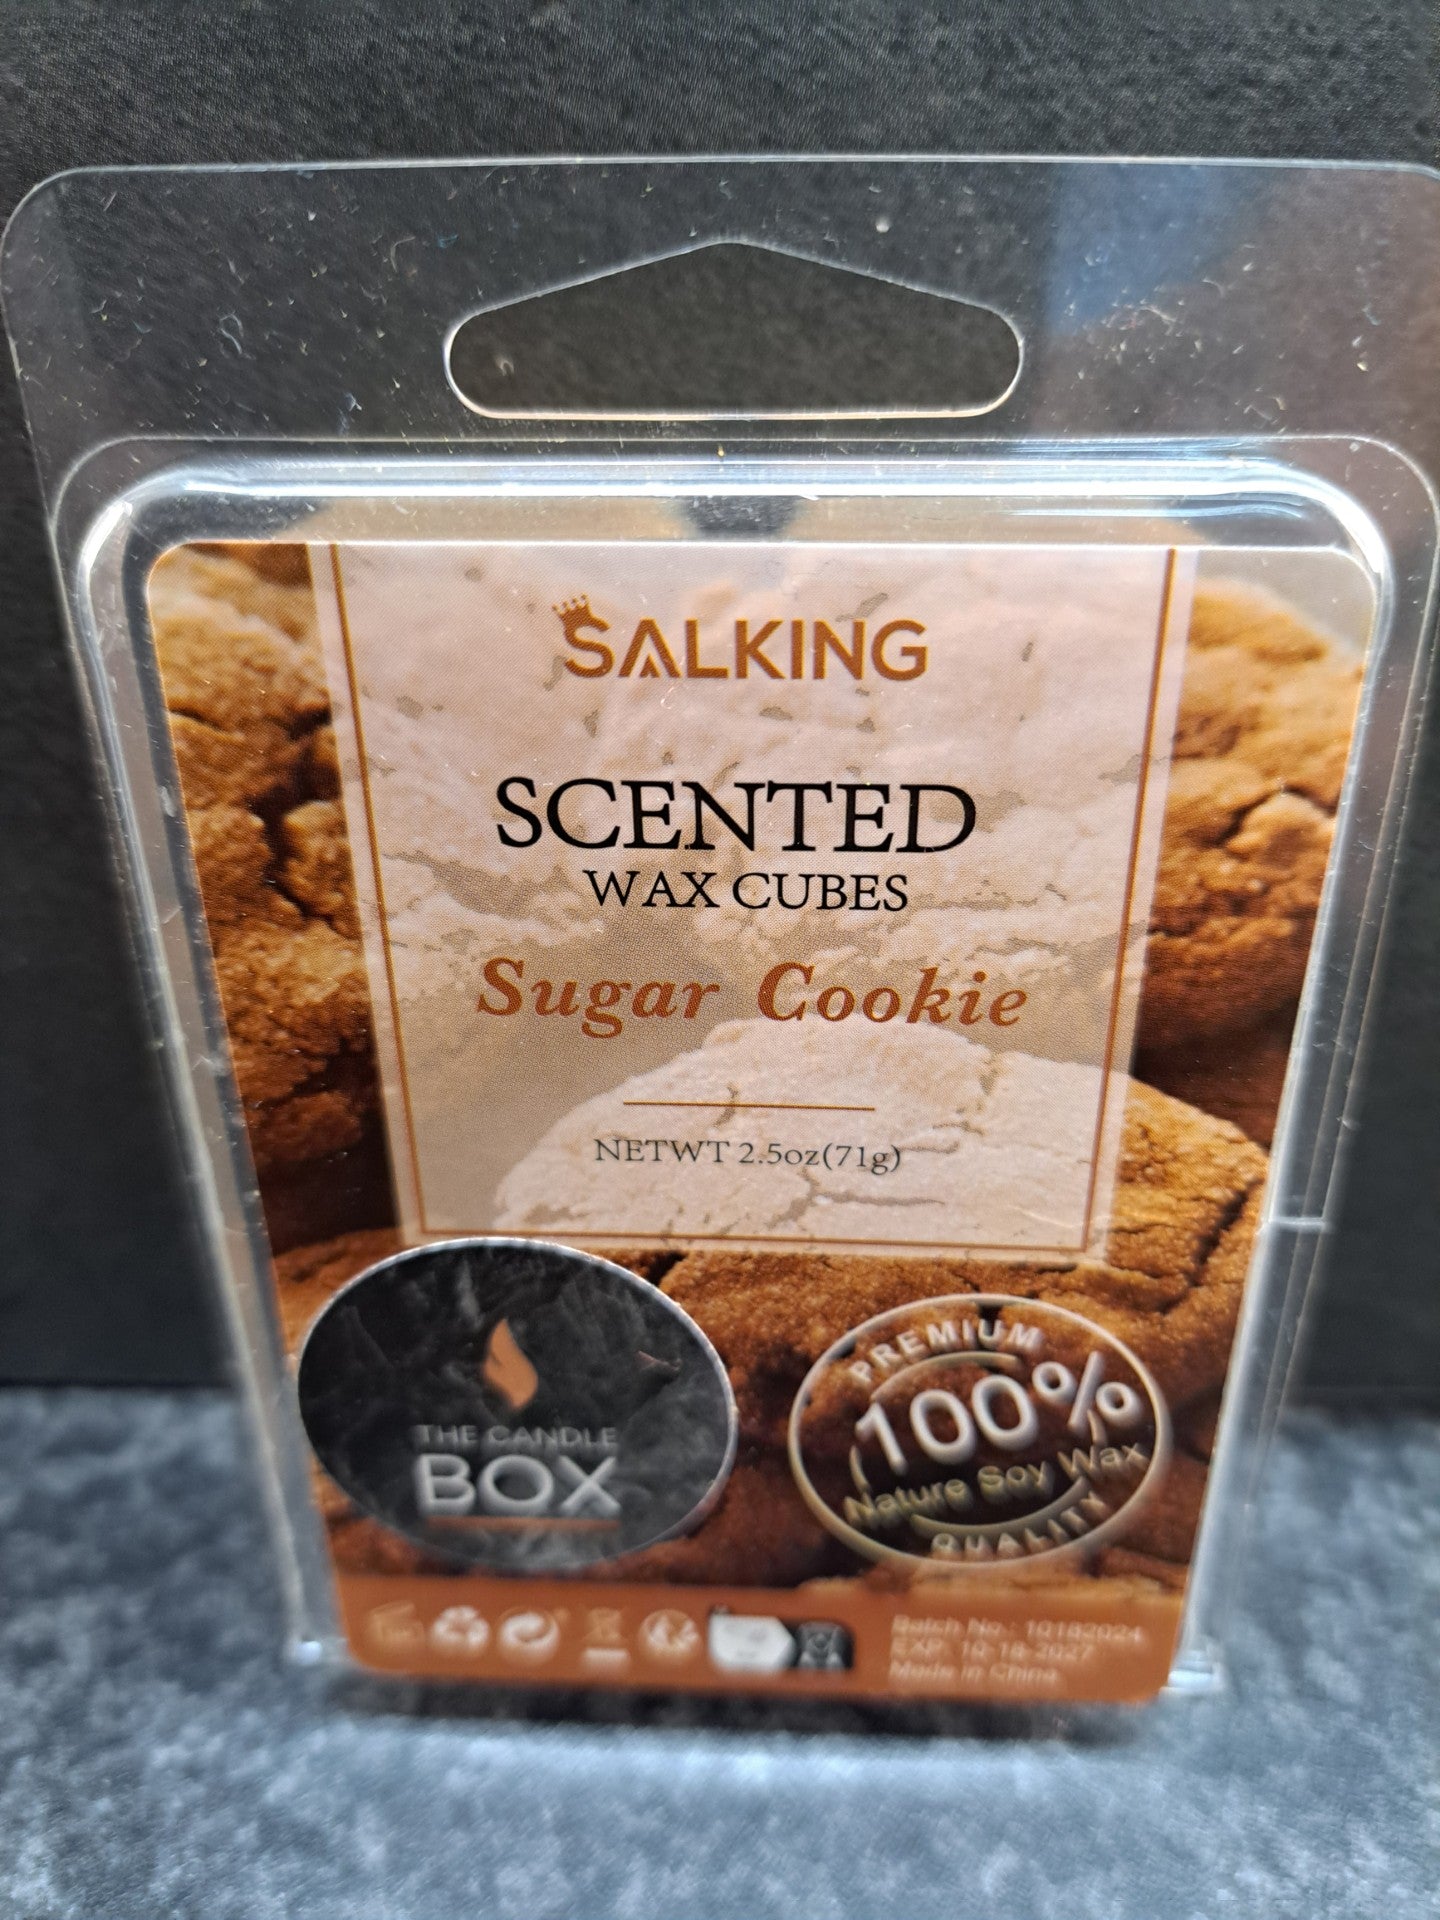 SALKING
SCENTED
WAX CUBES
Sugar Cookie
NETWT 2.5oz(71g)
THE CANDLE
BOX
PREMIUM
100%
Nature Soy Wax
QUALITY
Batch No.: 10182024
EXP: 10-18-2027
Made in China